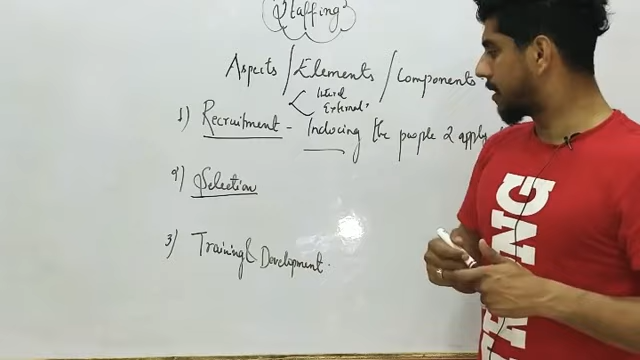 Staffing
Aspects / Elements / Components
Internal
External
1) Recruitment - Inducing the people 2 apply
2) Selection
3) Training & Development.